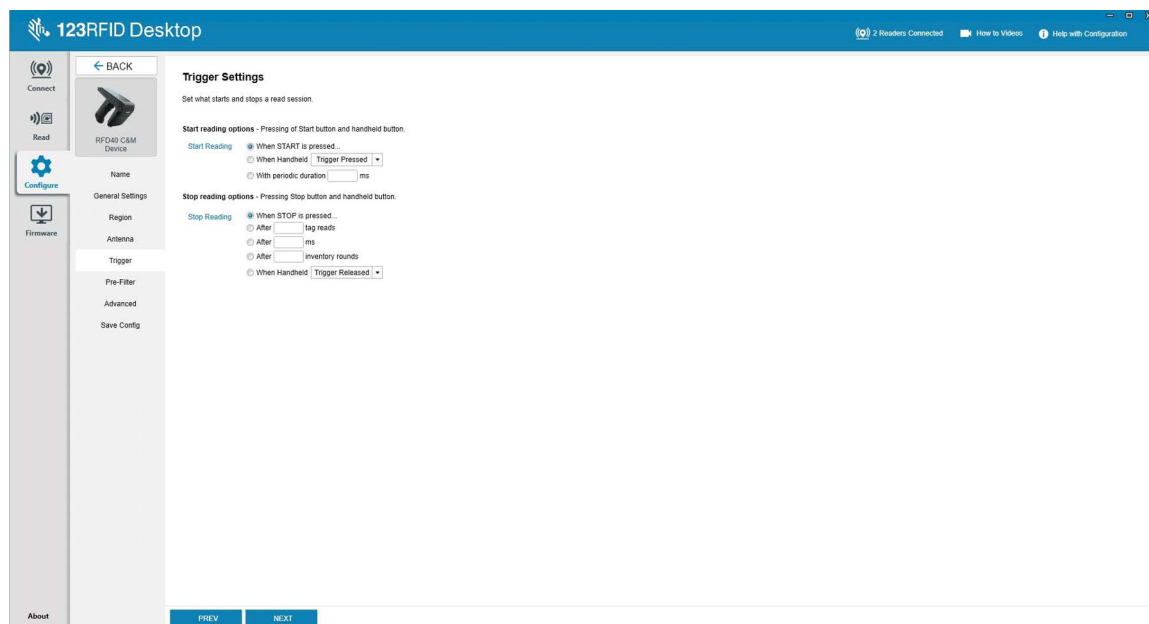 123RFID Desktop
2 Readers Connected
How to Videos
Help with Configuration
Connect
Read
Configure
Firmware
About
BACK
RFD40 C&M
Device
Name
General Settings
Region
Antenna
Trigger
Pre-Filter
Advanced
Save Config
Trigger Settings
Set what starts and stops a read session.
Start reading options - Pressing of Start button and handheld button.
Start Reading When START is pressed...
When Handheld Trigger Pressed
With periodic duration ms
Stop reading options - Pressing Stop button and handheld button.
Stop Reading When STOP is pressed...
After tag reads
After ms
After inventory rounds
When Handheld Trigger Released
PREV NEXT